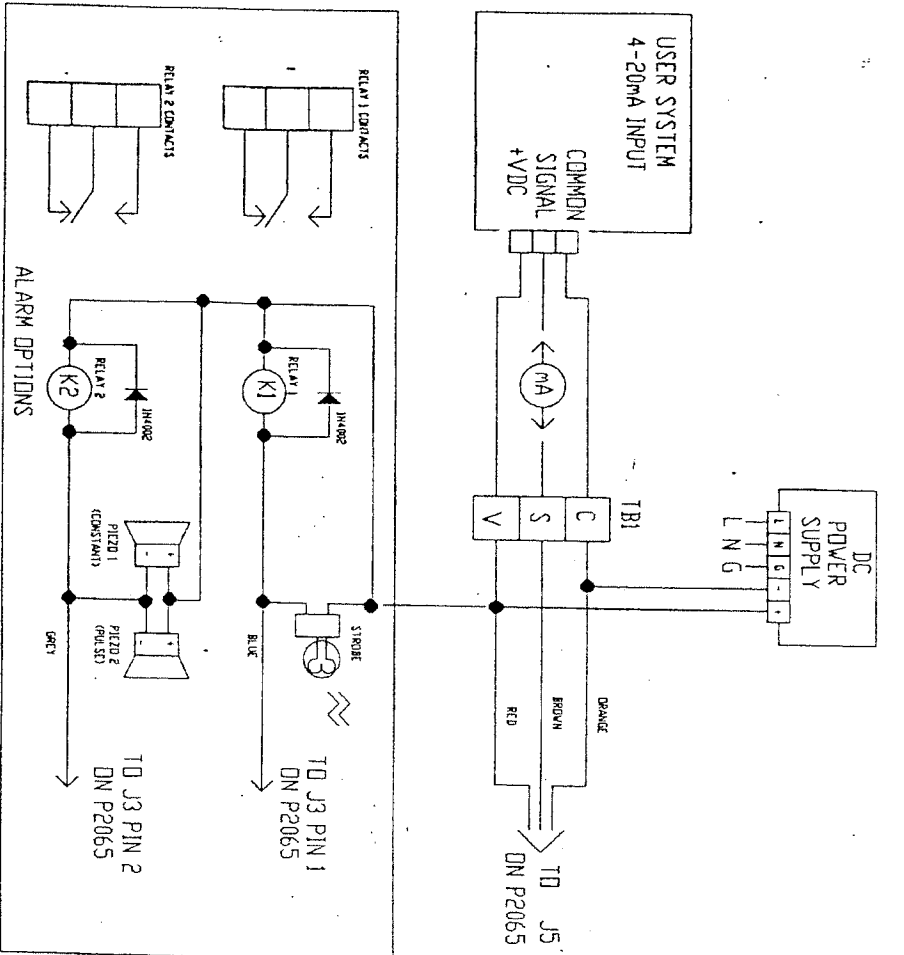 USER SYSTEM
4-20mA INPUT
COMMON
SIGNAL
+VDC
mA
TB1
C
S
V
DC
POWER
SUPPLY
L N G - +
L N G
ORANGE
BROWN
RED
TO J5
ON P2065
RELAY 1 CONTACTS
RELAY 2 CONTACTS
ALARM OPTIONS
RELAY 1
K1
1N4002
RELAY 2
K2
1N4002
STROBE
BLUE
TO J3 PIN 1
ON P2065
PIEZO 1
(CONSTANT)
- +
PIEZO 2
(PULSE)
- +
GREY
TO J3 PIN 2
ON P2065